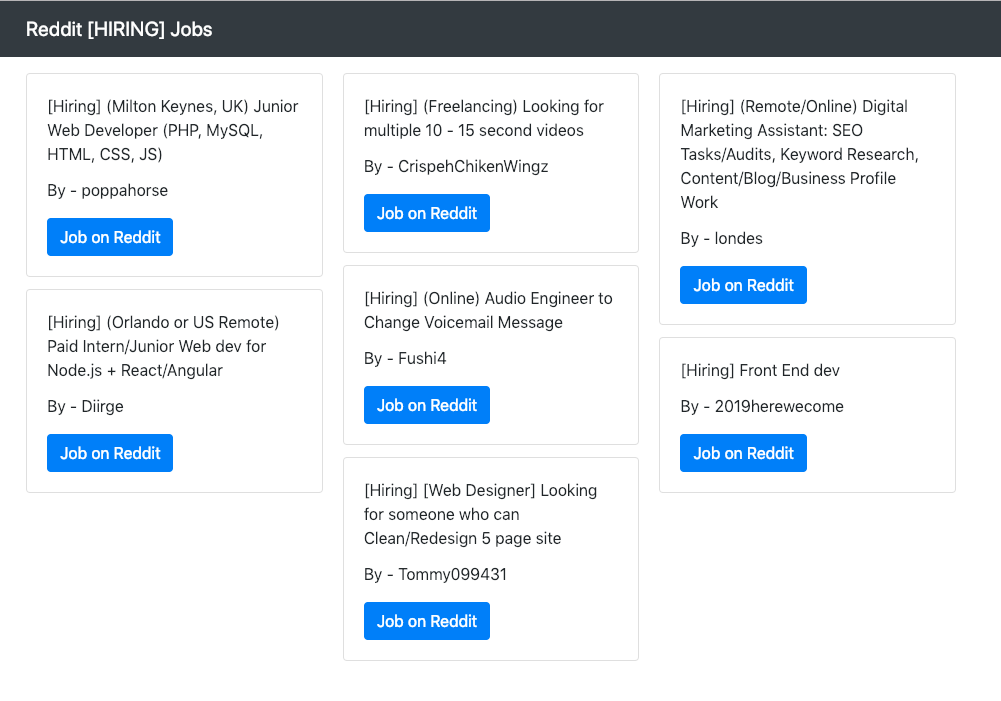 Reddit [HIRING] Jobs
[Hiring] (Milton Keynes, UK) Junior
Web Developer (PHP, MySQL,
HTML, CSS, JS)
By - poppahorse
Job on Reddit
[Hiring] (Orlando or US Remote)
Paid Intern/Junior Web dev for
Node.js + React/Angular
By - Diirge
Job on Reddit
[Hiring] (Freelancing) Looking for
multiple 10 - 15 second videos
By - CrispehChikenWingz
Job on Reddit
[Hiring] (Online) Audio Engineer to
Change Voicemail Message
By - Fushi4
Job on Reddit
[Hiring] [Web Designer] Looking
for someone who can
Clean/Redesign 5 page site
By - Tommy099431
Job on Reddit
[Hiring] (Remote/Online) Digital
Marketing Assistant: SEO
Tasks/Audits, Keyword Research,
Content/Blog/Business Profile
Work
By - londes
Job on Reddit
[Hiring] Front End dev
By - 2019herewecome
Job on Reddit